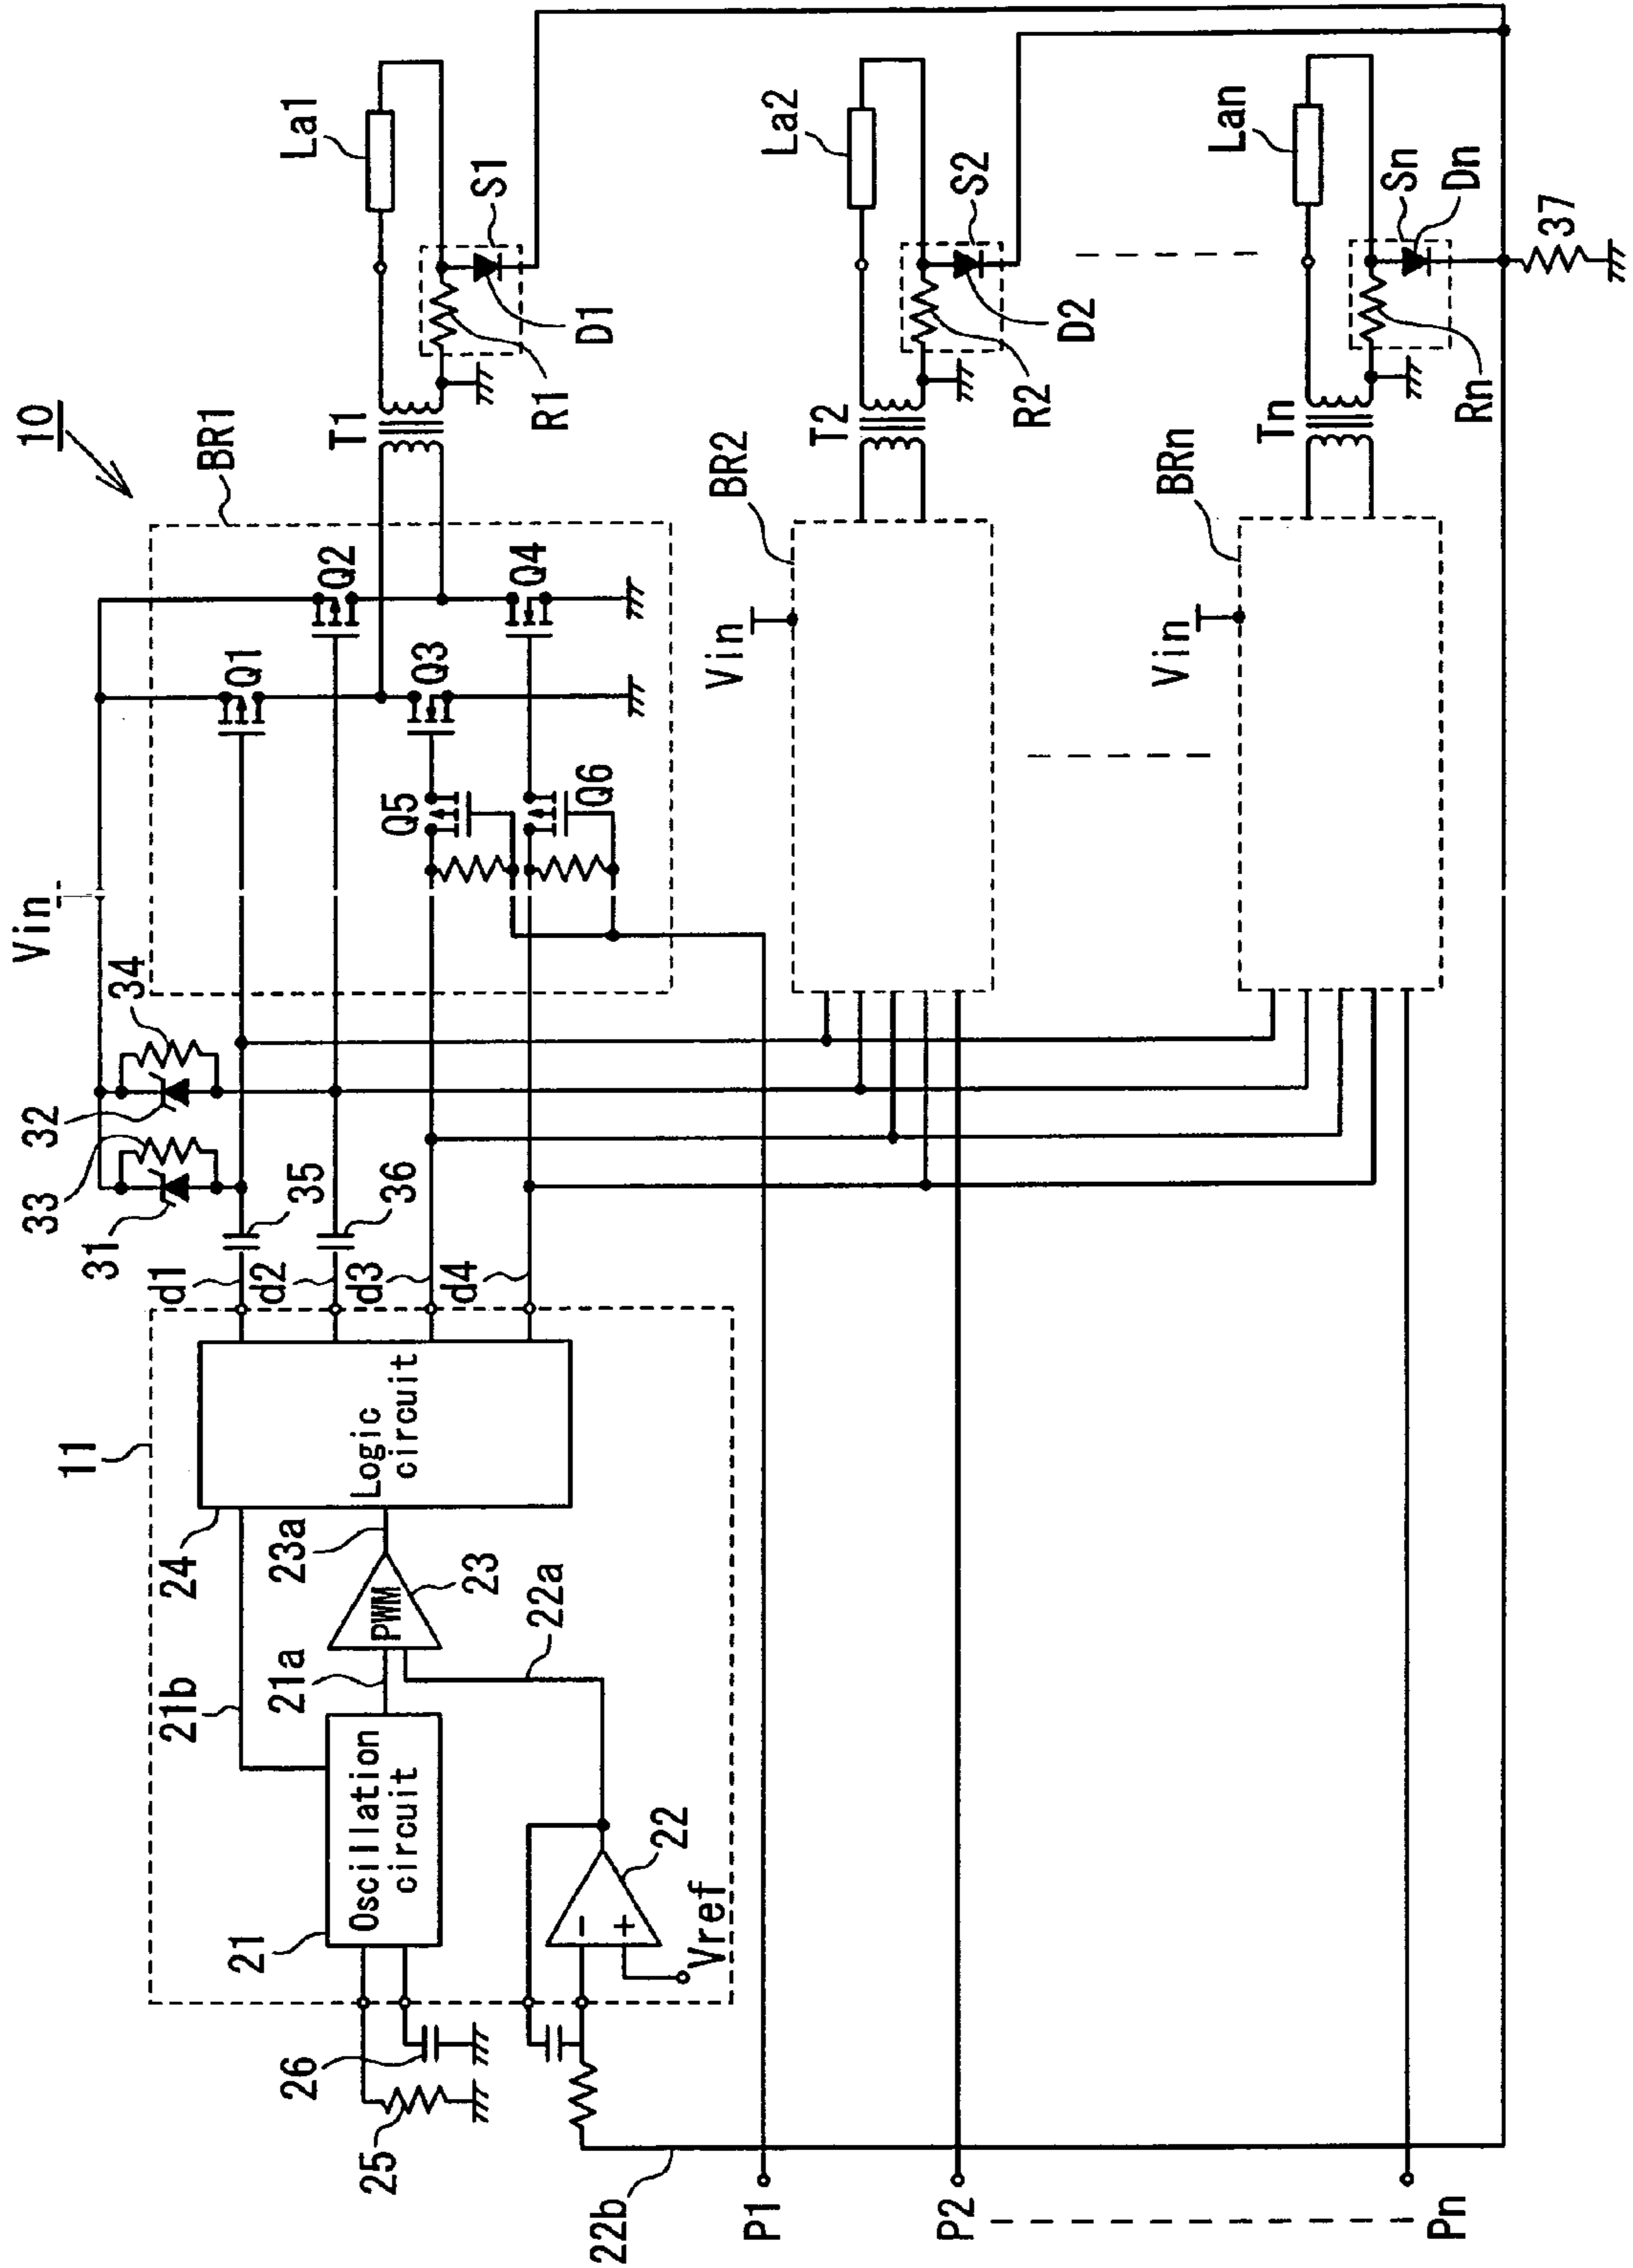 10
Vin
BR1
La1
T1
S1
D1
R1
Q1
Q2
Q3
Q4
Q5
Q6
34
32
33
31
35
36
d1
d2
d3
d4
11
24
Logic circuit
23a
PWM
23
22a
21b
21a
21
Oscillation circuit
22
Vref
26
25
22b
P1
P2
Pn
BR2
Vin
T2
La2
S2
D2
R2
BRn
Vin
Tn
Lan
Sn
Dn
Rn
37